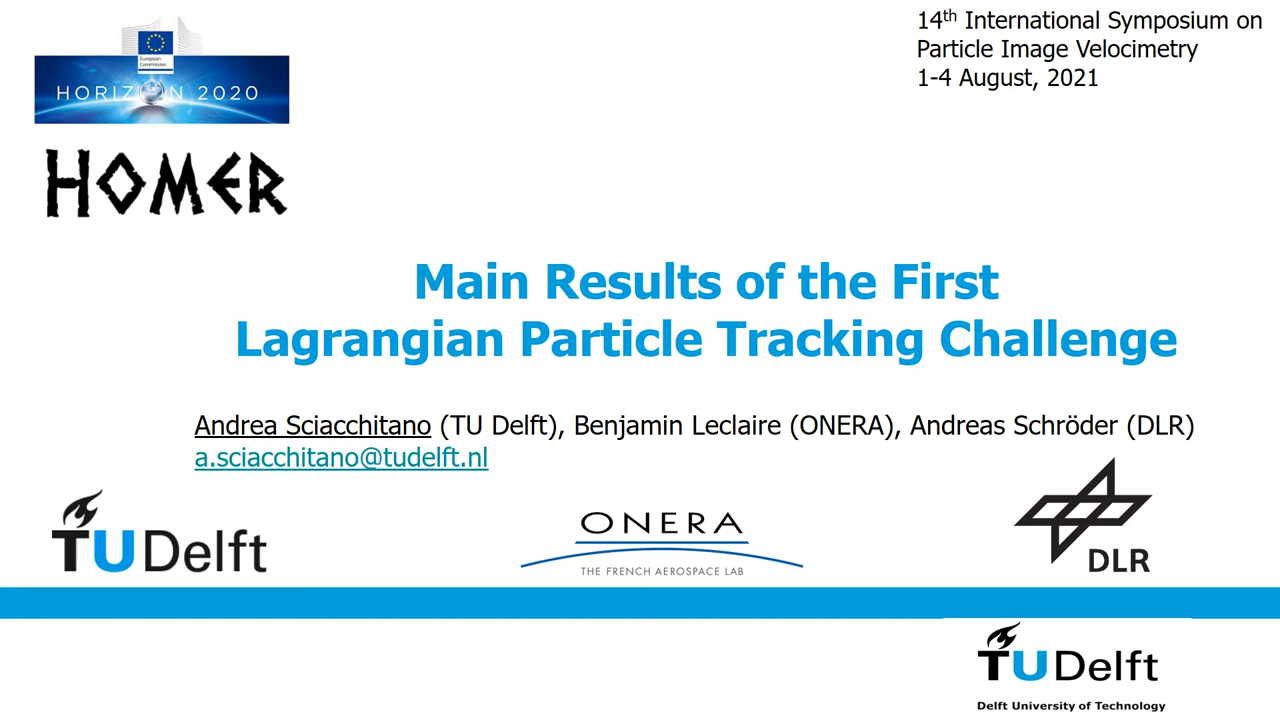 14th International Symposium on
Particle Image Velocimetry
1-4 August, 2021
European
Commission
HORIZON 2020
HOMER
Main Results of the First
Lagrangian Particle Tracking Challenge
Andrea Sciacchitano (TU Delft), Benjamin Leclaire (ONERA), Andreas Schröder (DLR)
a.sciacchitano@tudelft.nl
TU Delft
ONERA
THE FRENCH AEROSPACE LAB
DLR
TU Delft
Delft University of Technology